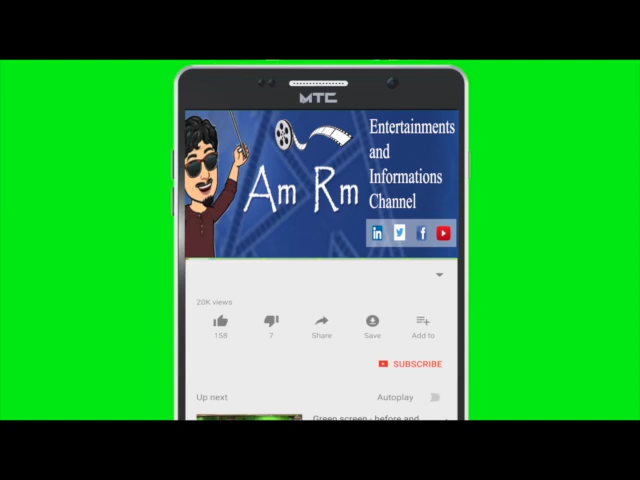 MTC
Entertainments
and
Informations
Channel
Am Rm
20K views
158
7
Share
Save
Add to
SUBSCRIBE
Up next
Autoplay
Green screen - before and